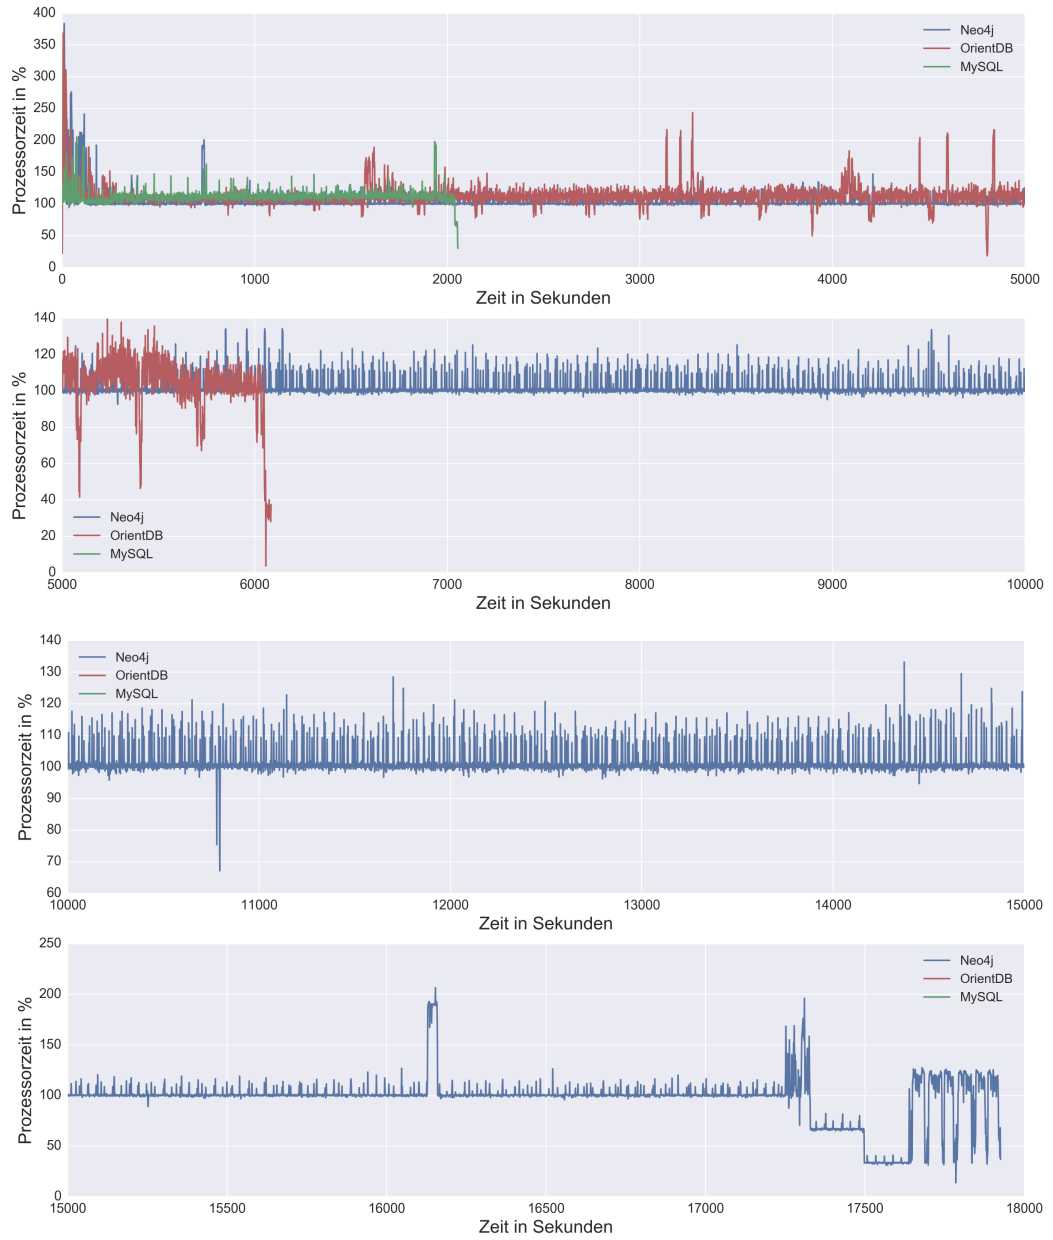 400
350
300
250
200
150
100
50
0
Prozessorzeit in %
Neo4j
OrientDB
MySQL
0 1000 2000 3000 4000 5000
Zeit in Sekunden
140
120
100
80
60
40
20
0
Prozessorzeit in %
Neo4j
OrientDB
MySQL
5000 6000 7000 8000 9000 10000
Zeit in Sekunden
140
130
120
110
100
90
80
70
60
Prozessorzeit in %
Neo4j
OrientDB
MySQL
10000 11000 12000 13000 14000 15000
Zeit in Sekunden
250
200
150
100
50
0
Prozessorzeit in %
Neo4j
OrientDB
MySQL
15000 15500 16000 16500 17000 17500 18000
Zeit in Sekunden